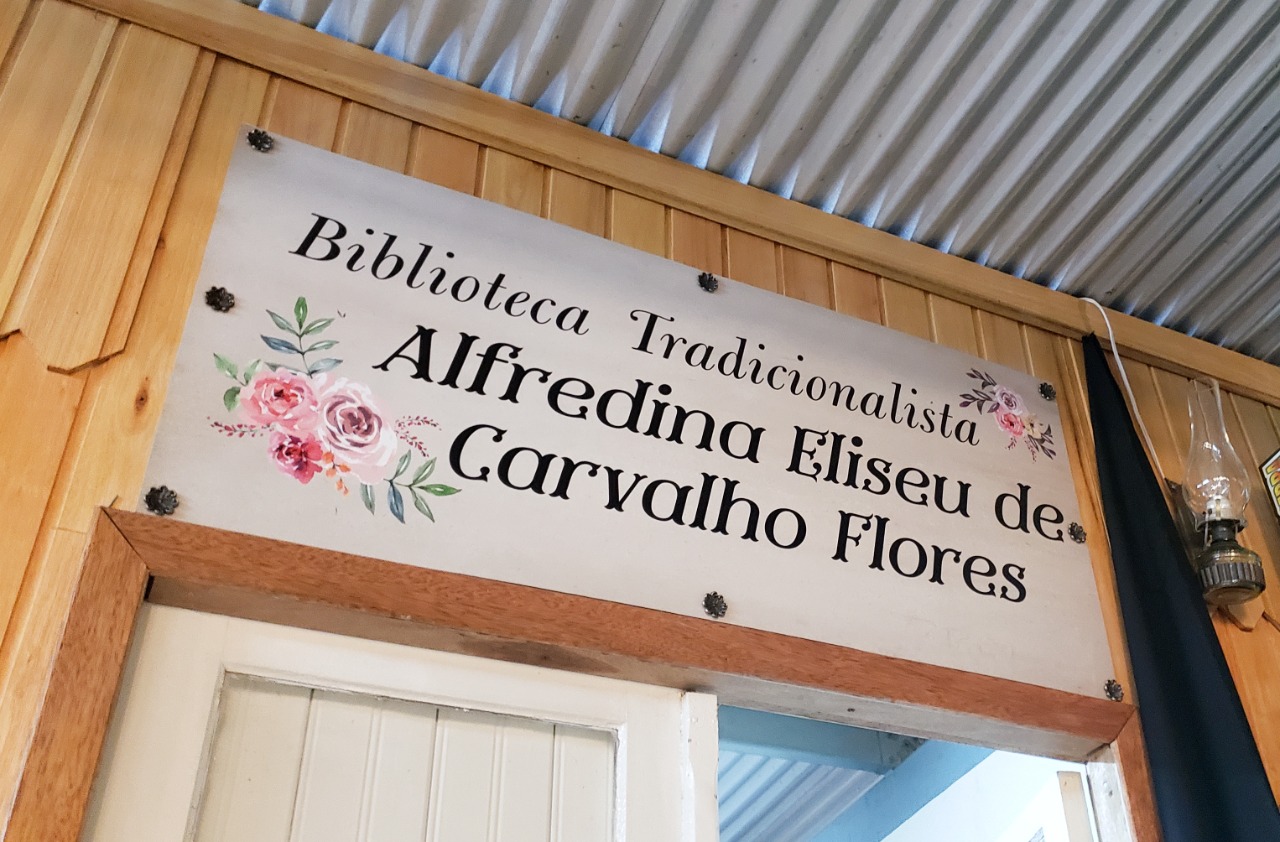 Biblioteca Tradicionalista
Alfredina Eliseu de
Carvalho Flores